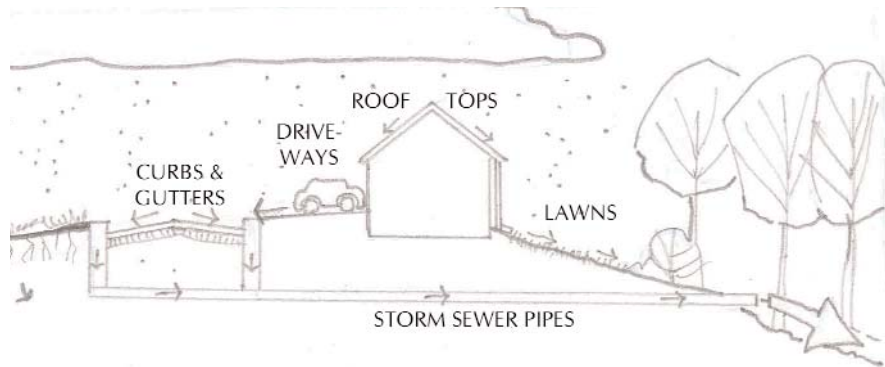 ROOF TOPS
DRIVE-
WAYS
CURBS &
GUTTERS
LAWNS
STORM SEWER PIPES